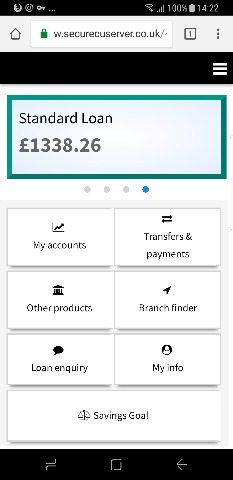 100% 14:22
w.securecuserver.co.uk/
1
Standard Loan
£1338.26
My accounts
Transfers &
payments
Other products
Branch finder
Loan enquiry
My info
Savings Goal